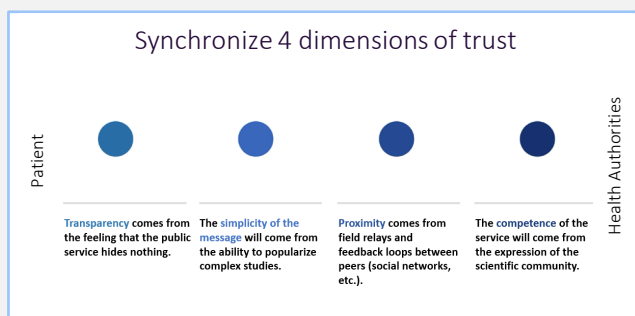 Synchronize 4 dimensions of trust
Patient
Transparency comes from
the feeling that the public
service hides nothing.
The simplicity of the
message will come from
the ability to popularize
complex studies.
Proximity comes from
field relays and
feedback loops between
peers (social networks,
etc.).
The competence of the
service will come from
the expression of the
scientific community.
Health Authorities